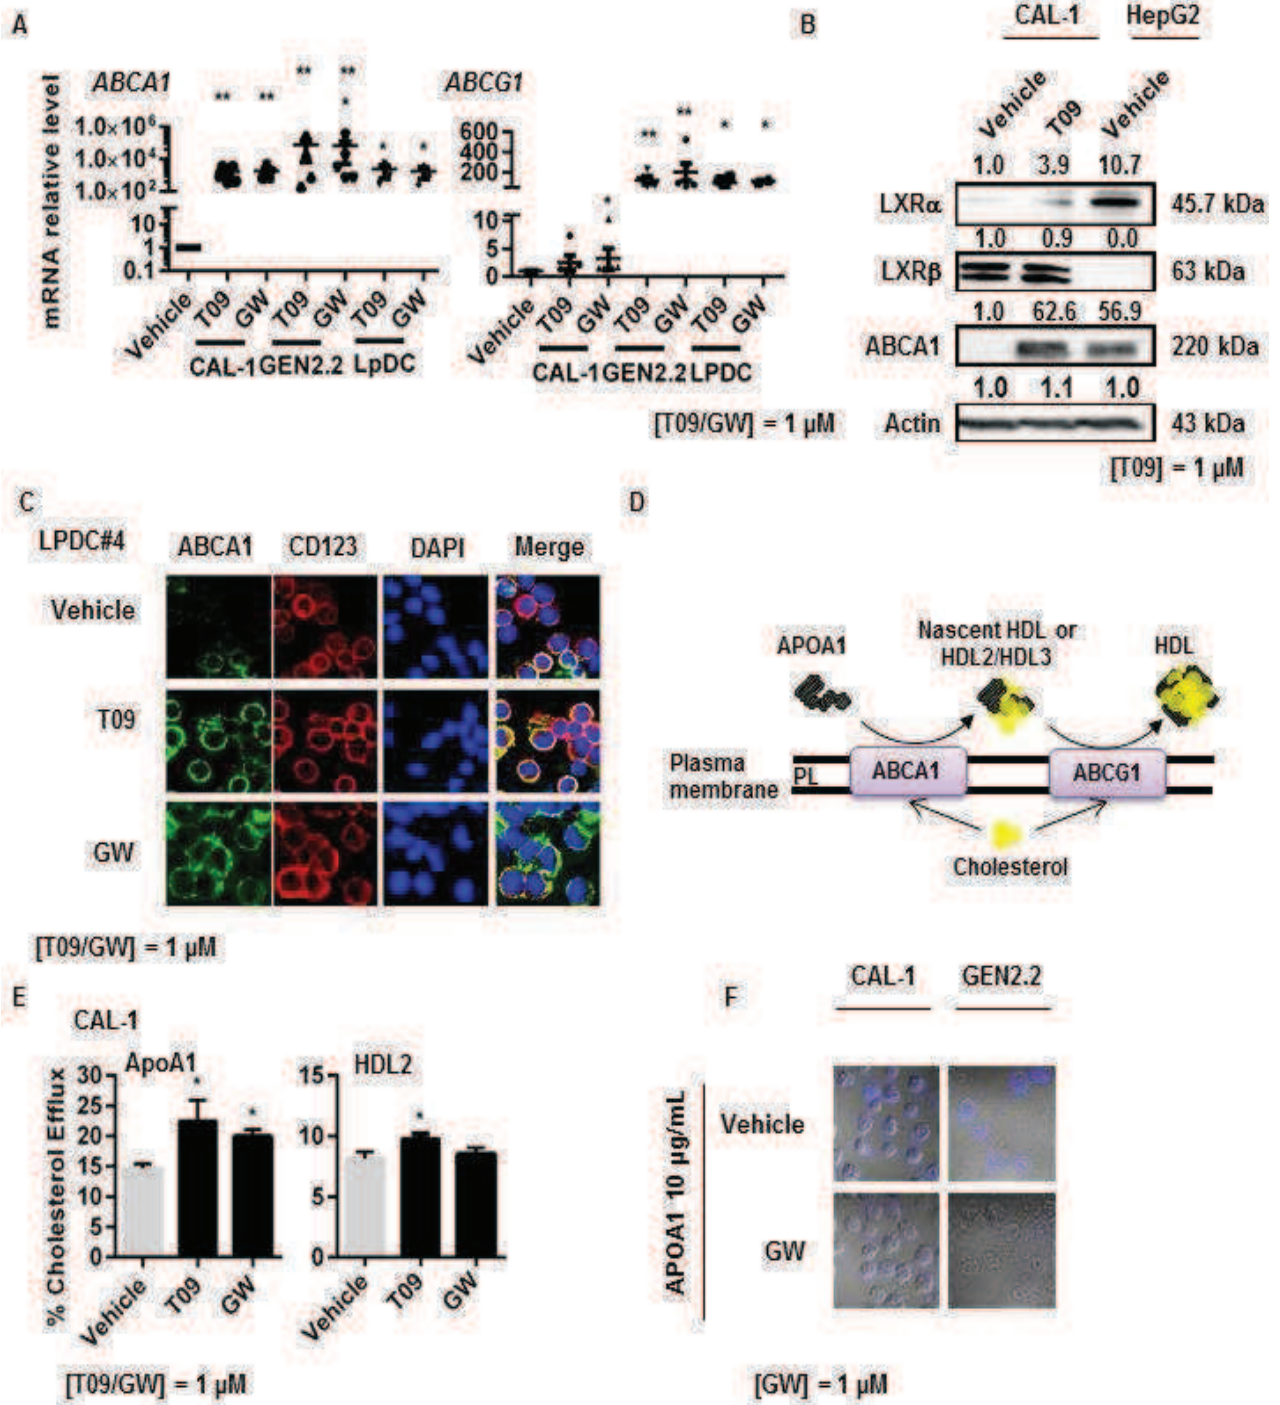 A
ABCA1
ABCG1
mRNA relative level
** ** ** ** * * *
1.0×10⁶
1.0×10⁴
1.0×10²
10
1
0.1
** ** * *
600
400
200
10
5
0
*
Vehicle T09 GW T09 GW T09 GW
CAL-1 GEN2.2 LpDC
Vehicle T09 GW T09 GW T09 GW
CAL-1 GEN2.2 LPDC
[T09/GW] = 1 µM
B
CAL-1 HepG2
Vehicle T09 Vehicle
1.0 3.9 10.7
LXRα 45.7 kDa
1.0 0.9 0.0
LXRβ 63 kDa
1.0 62.6 56.9
ABCA1 220 kDa
1.0 1.1 1.0
Actin 43 kDa
[T09] = 1 µM
C
LPDC#4
ABCA1 CD123 DAPI Merge
Vehicle
T09
GW
[T09/GW] = 1 µM
D
APOA1
Nascent HDL or
HDL2/HDL3
HDL
Plasma
membrane
PL
ABCA1
ABCG1
Cholesterol
E
CAL-1
% Cholesterol Efflux
ApoA1
30
25
20
15
10
5
0
* *
Vehicle T09 GW
HDL2
15
10
5
0
*
Vehicle T09 GW
[T09/GW] = 1 µM
F
CAL-1 GEN2.2
APOA1 10 µg/mL
Vehicle
GW
[GW] = 1 µM